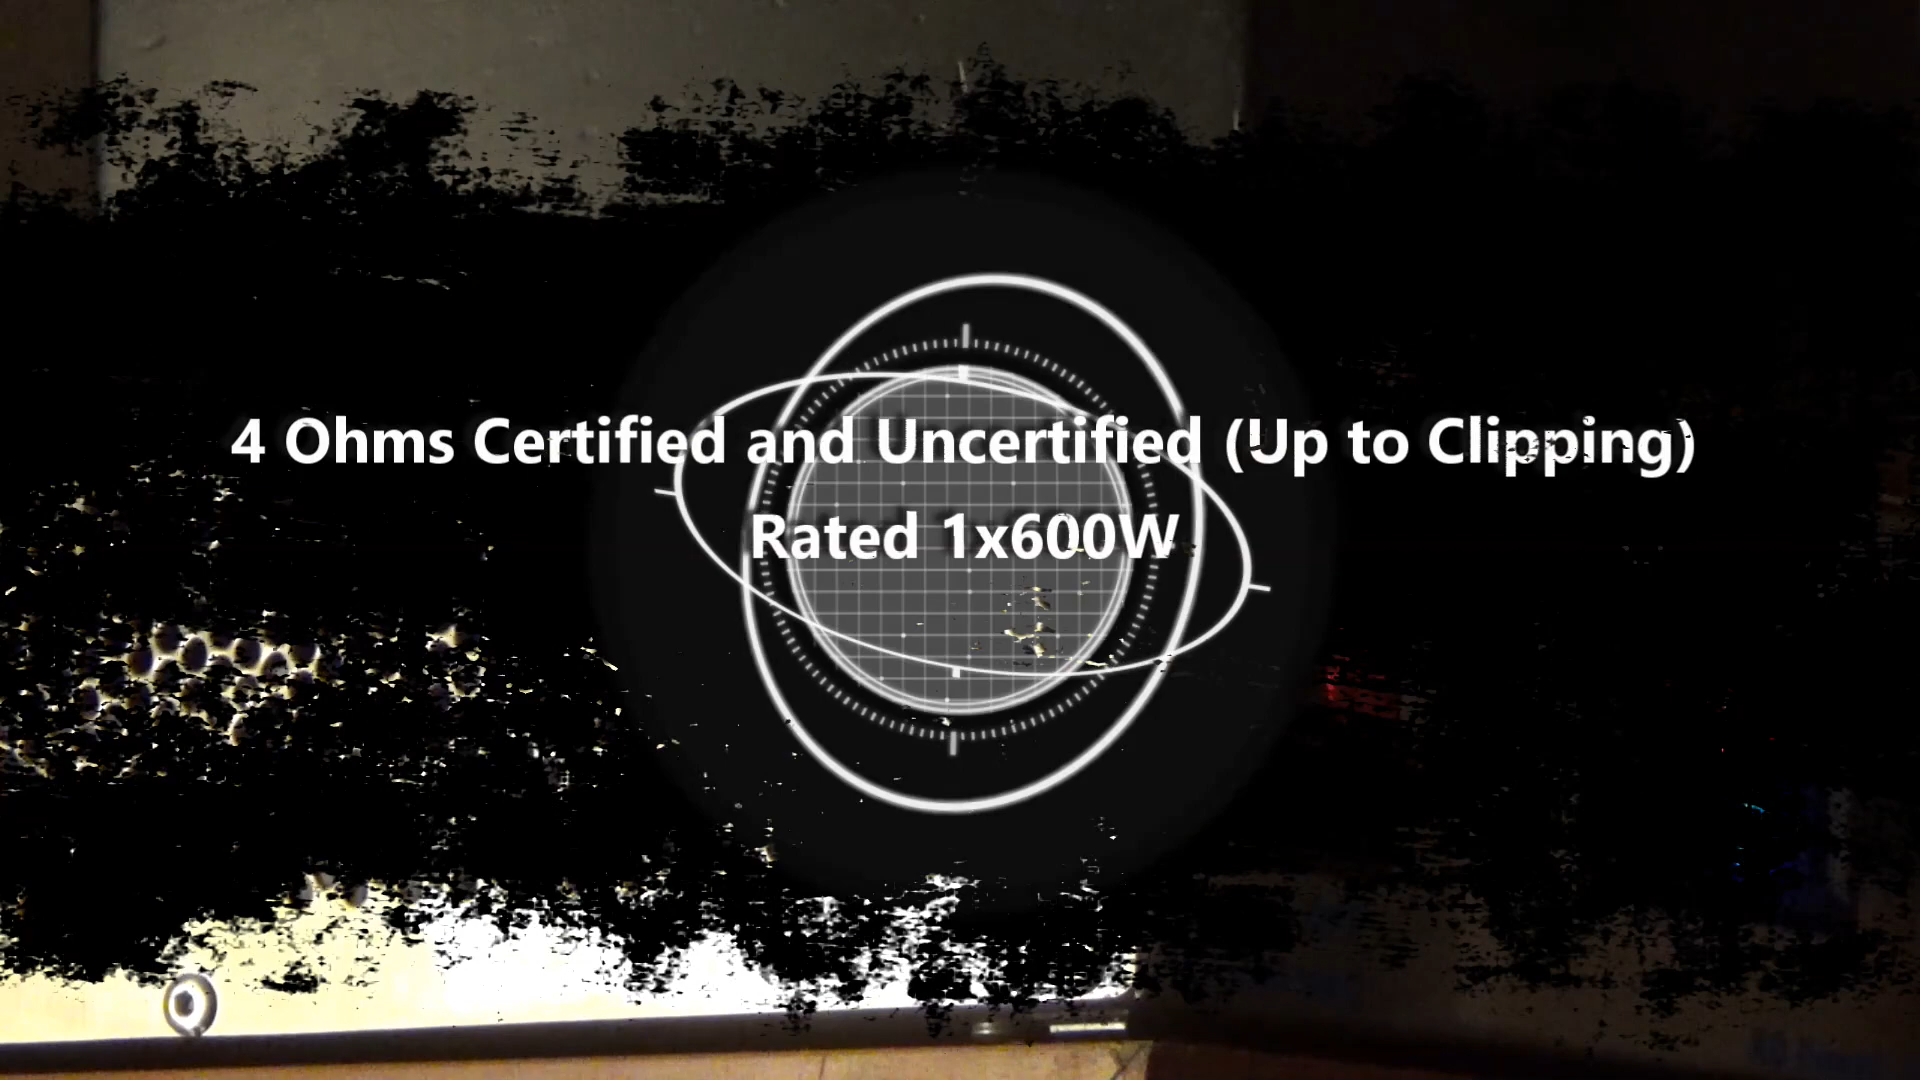 4 Ohms Certified and Uncertified (Up to Clipping)
Rated 1x600W